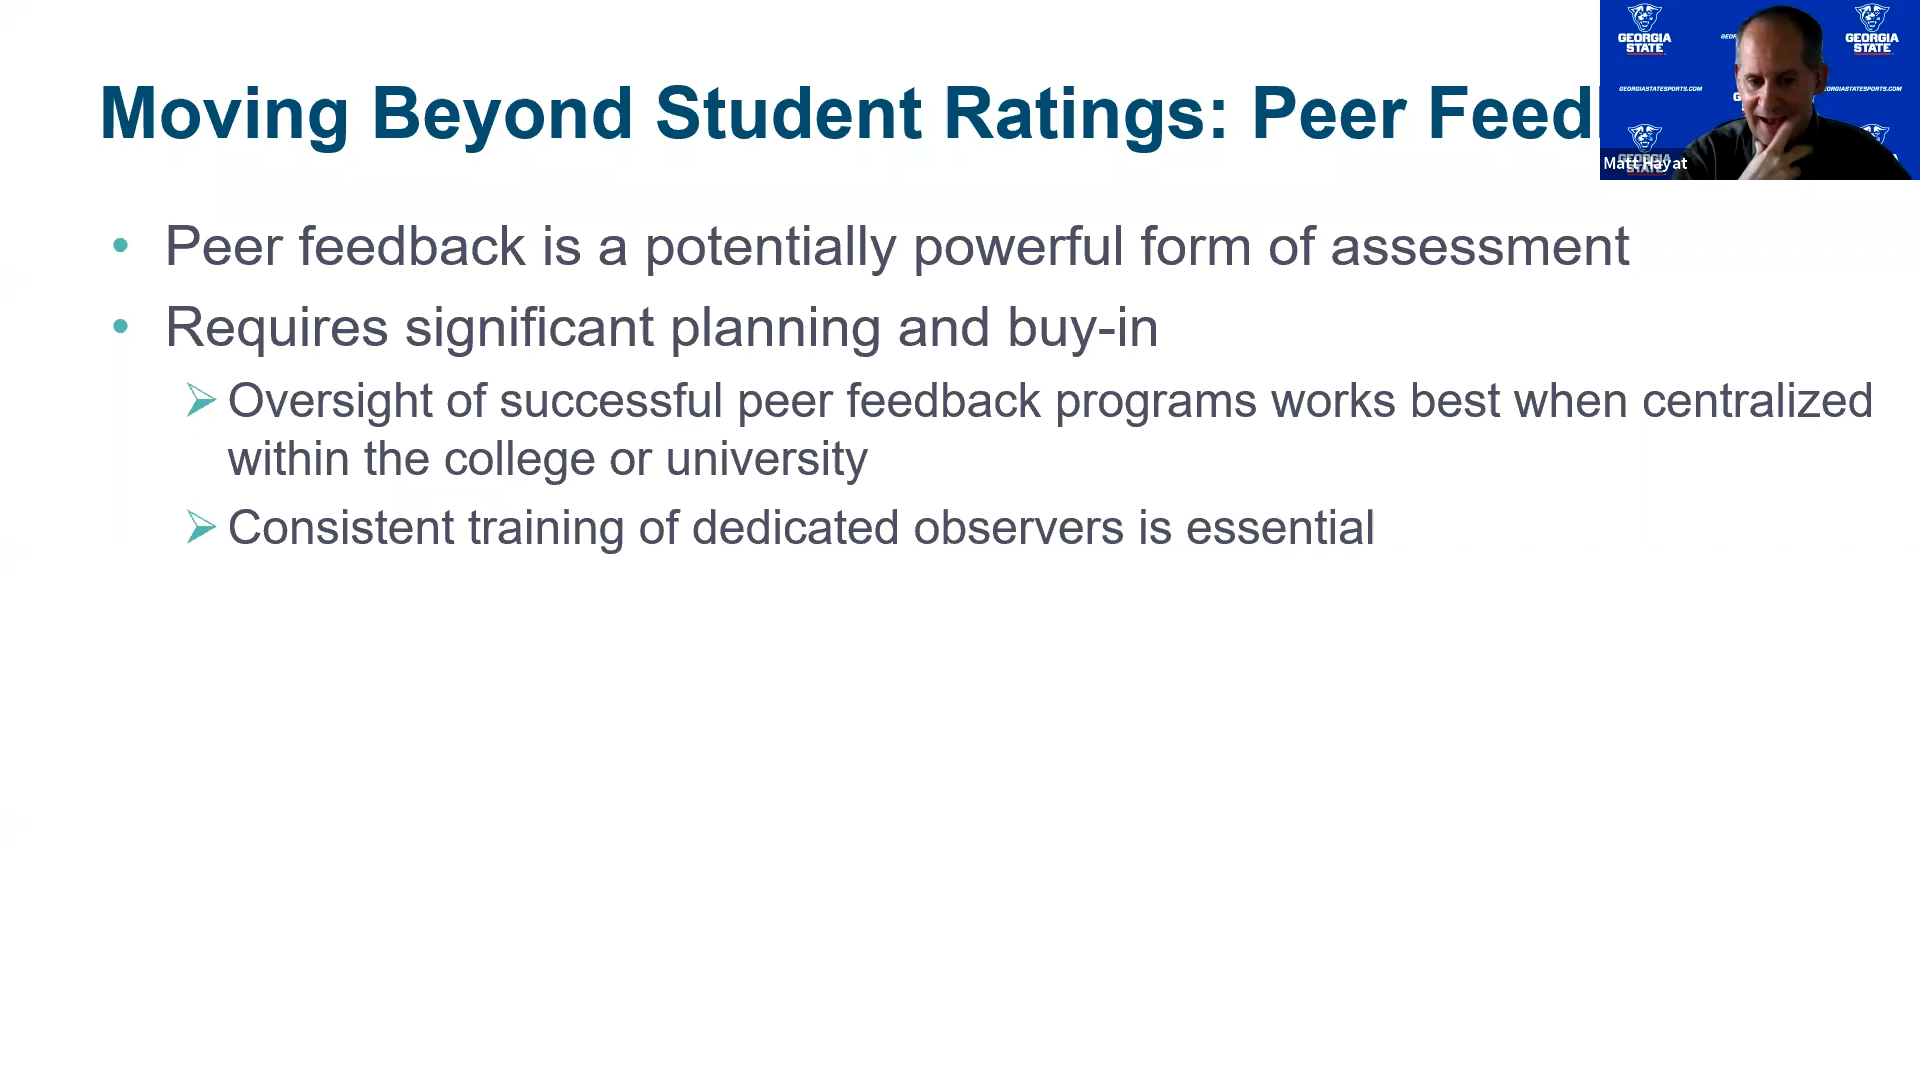 Moving Beyond Student Ratings: Peer Feed
• Peer feedback is a potentially powerful form of assessment
• Requires significant planning and buy-in
➢ Oversight of successful peer feedback programs works best when centralized
within the college or university
➢ Consistent training of dedicated observers is essential
GEORGIA
STATE
GEORGIA
STATE
GEORGIASTATESPORTS.COM
Matt Hayat